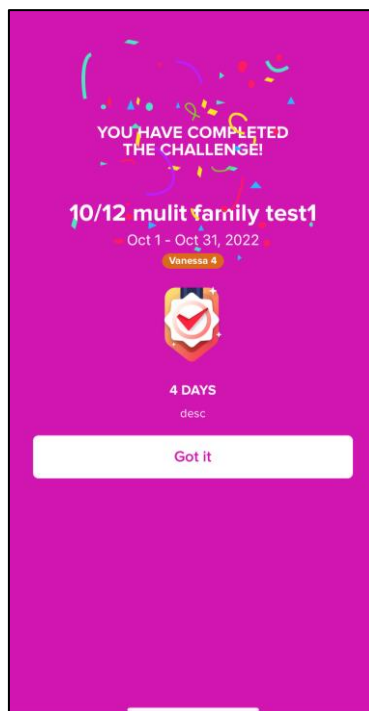 YOU HAVE COMPLETED
THE CHALLENGE!
10/12 mulit family test1
Oct 1 - Oct 31, 2022
Vanessa 4
4 DAYS
desc
Got it